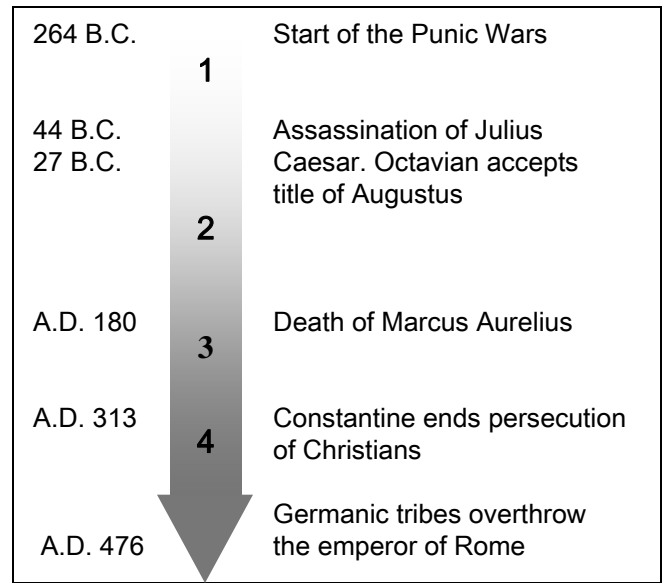 264 B.C. Start of the Punic Wars
1
44 B.C. Assassination of Julius
27 B.C. Caesar. Octavian accepts
title of Augustus
2
A.D. 180 Death of Marcus Aurelius
3
A.D. 313 Constantine ends persecution
4 of Christians
Germanic tribes overthrow
A.D. 476 the emperor of Rome